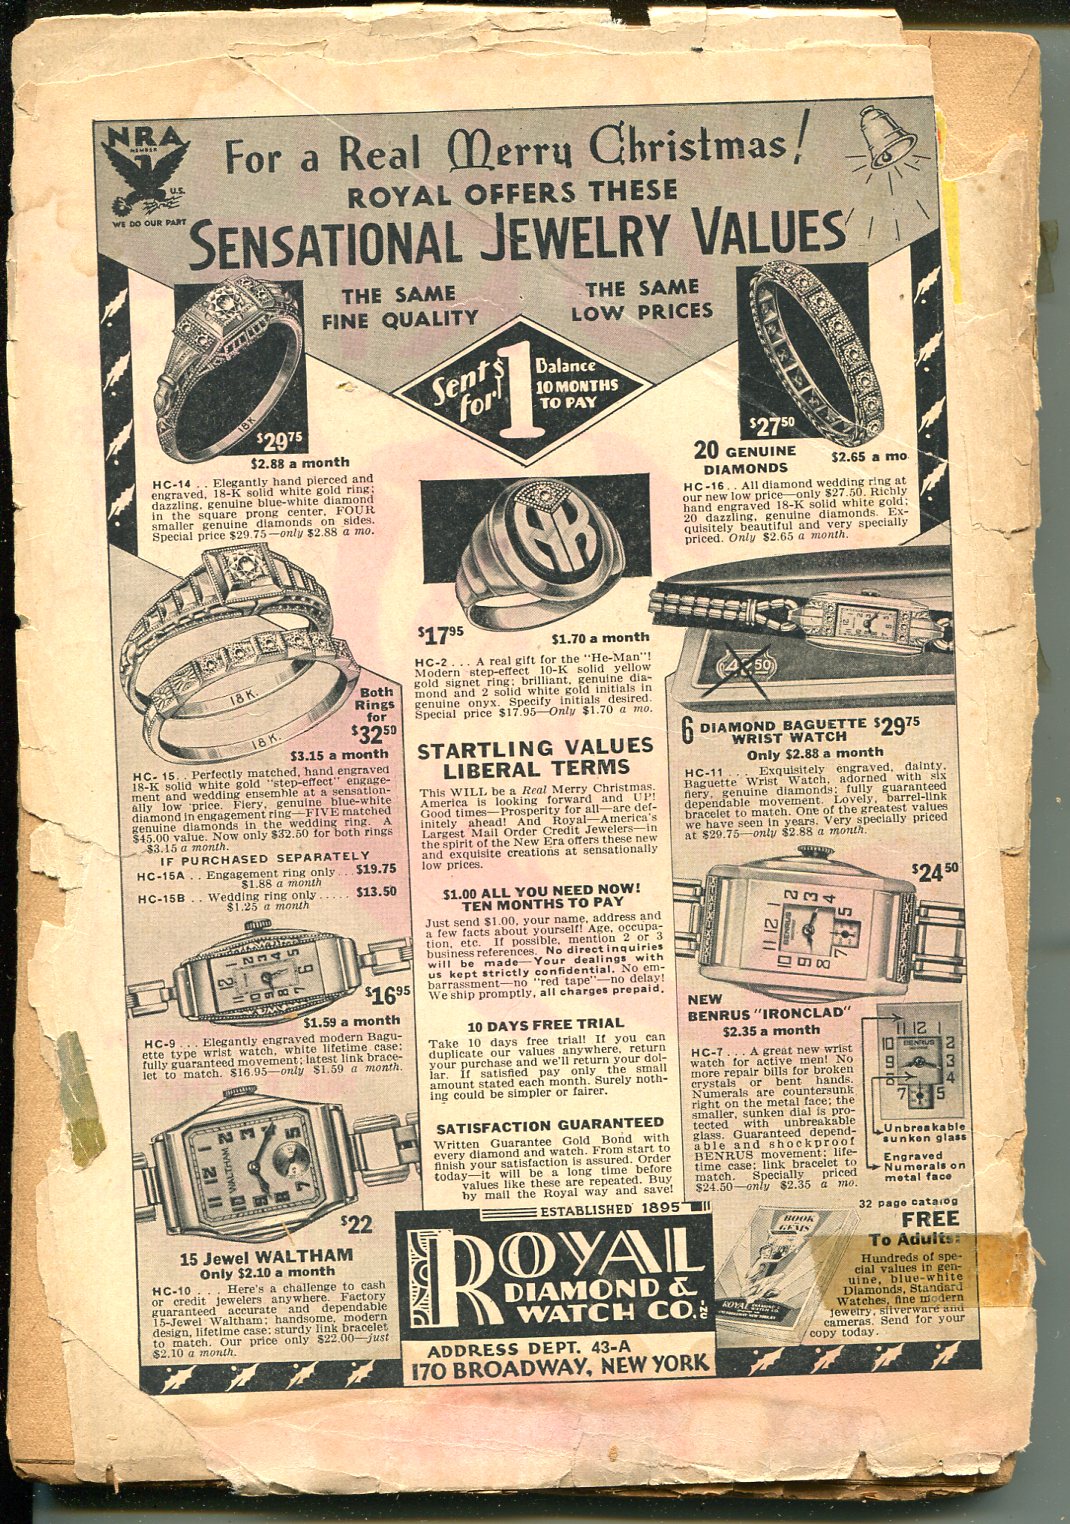 NRA
MEMBER
U.S.
WE DO OUR PART
For a Real Merry Christmas!
ROYAL OFFERS THESE
SENSATIONAL JEWELRY VALUES
THE SAME
FINE QUALITY
THE SAME
LOW PRICES
Sent for $1
Balance
10 MONTHS
TO PAY
18K
$29.75
$2.88 a month
HC-14 . . Elegantly hand pierced and
engraved, 18-K solid white gold ring;
dazzling, genuine blue-white diamond
in the square prong center, FOUR
smaller genuine diamonds on sides.
Special price $29.75—only $2.88 a mo.
$27.50
20 GENUINE
DIAMONDS
$2.65 a mo
HC-16 . . All diamond wedding ring at
our new low price—only $27.50. Richly
hand engraved 18-K solid white gold;
20 dazzling, genuine diamonds. Ex-
quisitely beautiful and very specially
priced. Only $2.65 a month.
18K.
18K.
Both
Rings
for
$32.50
$3.15 a month
HC-15 . . Perfectly matched, hand engraved
18-K solid white gold "step-effect" engage-
ment and wedding ensemble at a sensation-
ally low price. Fiery, genuine blue-white
diamond in engagement ring—FIVE matched
genuine diamonds in the wedding ring. A
$45.00 value. Now only $32.50 for both rings
$3.15 a month.
IF PURCHASED SEPARATELY
HC-15A . . Engagement ring only . . . $19.75
$1.88 a month
HC-15B . . Wedding ring only . . . . . $13.50
$1.25 a month
$17.95
$1.70 a month
HC-2 . . . A real gift for the "He-Man"!
Modern step-effect 10-K solid yellow
gold signet ring; brilliant, genuine dia-
mond and 2 solid white gold initials in
genuine onyx. Specify initials desired.
Special price $17.95—Only $1.70 a mo.
STARTLING VALUES
LIBERAL TERMS
This WILL be a Real Merry Christmas.
America is looking forward and UP!
Good times—Prosperity for all—are def-
initely ahead! And Royal—America's
Largest Mail Order Credit Jewelers—in
the spirit of the New Era offers these new
and exquisite creations at sensationally
low prices.
$1.00 ALL YOU NEED NOW!
TEN MONTHS TO PAY
Just send $1.00, your name, address and
a few facts about yourself! Age, occupa-
tion, etc. If possible, mention 2 or 3
business references. No direct inquiries
will be made—Your dealings with
us kept strictly confidential. No em-
barrassment—no "red tape"—no delay!
We ship promptly, all charges prepaid.
10 DAYS FREE TRIAL
Take 10 days free trial! If you can
duplicate our values anywhere, return
your purchase and we'll return your dol-
lar. If satisfied pay only the small
amount stated each month. Surely noth-
ing could be simpler or fairer.
SATISFACTION GUARANTEED
Written Guarantee Gold Bond with
every diamond and watch. From start to
finish your satisfaction is assured. Order
today—it will be a long time before
values like these are repeated. Buy
by mail the Royal way and save!
6 DIAMOND BAGUETTE
WRIST WATCH $29.75
Only $2.88 a month
HC-11 . . . Exquisitely engraved, dainty,
Baguette Wrist Watch, adorned with six
fiery, genuine diamonds; fully guaranteed
dependable movement. Lovely, barrel-link
bracelet to match. One of the greatest values
we have seen in years. Very specially priced
at $29.75—only $2.88 a month.
$24.50
BENRUS
NEW
BENRUS "IRONCLAD"
$2.35 a month
HC-7 . . . A great new wrist
watch for active men! No
more repair bills for broken
crystals or bent hands.
Numerals are countersunk
right on the metal face; the
smaller, sunken dial is pro-
tected with unbreakable
glass. Guaranteed depend-
able and shockproof
BENRUS movement; life-
time case; link bracelet to
match. Specially priced
$24.50—only $2.35 a mo.
11 12 1
10 BENRUS 2
9 3
8 4
7 5
Unbreakable
sunken glass
Engraved
Numerals on
metal face
$16.95
$1.59 a month
HC-9 . . . Elegantly engraved modern Bagu-
ette type wrist watch, white lifetime case;
fully guaranteed movement; latest link brace-
let to match. $16.95—only $1.59 a month.
WALTHAM
$22
15 Jewel WALTHAM
Only $2.10 a month
HC-10 . . . . Here's a challenge to cash
or credit jewelers anywhere. Factory
guaranteed accurate and dependable
15-Jewel Waltham; handsome, modern
design, lifetime case; sturdy link bracelet
to match. Our price only $22.00—just
$2.10 a month.
ESTABLISHED 1895
ROYAL
DIAMOND &
WATCH CO. INC
ADDRESS DEPT. 43-A
170 BROADWAY, NEW YORK
BOOK
of
GEMS
ROYAL
32 page catalog
FREE
To Adults:
Hundreds of spe-
cial values in gen-
uine, blue-white
Diamonds, Standard
Watches, fine modern
jewelry, silverware and
cameras. Send for your
copy today.